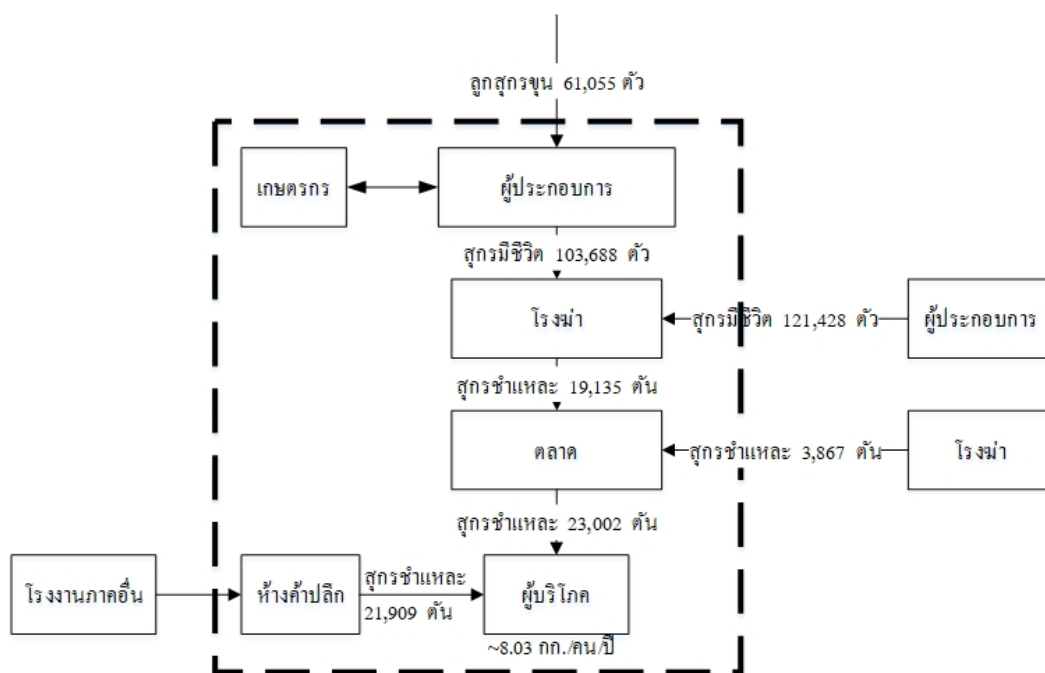 ลูกสุกรขุน 61,055 ตัว
เกษตรกร
ผู้ประกอบการ
สุกรมีชีวิต 103,688 ตัว
โรงฆ่า
สุกรมีชีวิต 121,428 ตัว
ผู้ประกอบการ
สุกรชำแหละ 19,135 ตัน
ตลาด
สุกรชำแหละ 3,867 ตัน
โรงฆ่า
สุกรชำแหละ 23,002 ตัน
โรงงานภาคอื่น
ห้างค้าปลีก
สุกรชำแหละ
21,909 ตัน
ผู้บริโภค
~8.03 กก./คน/ปี